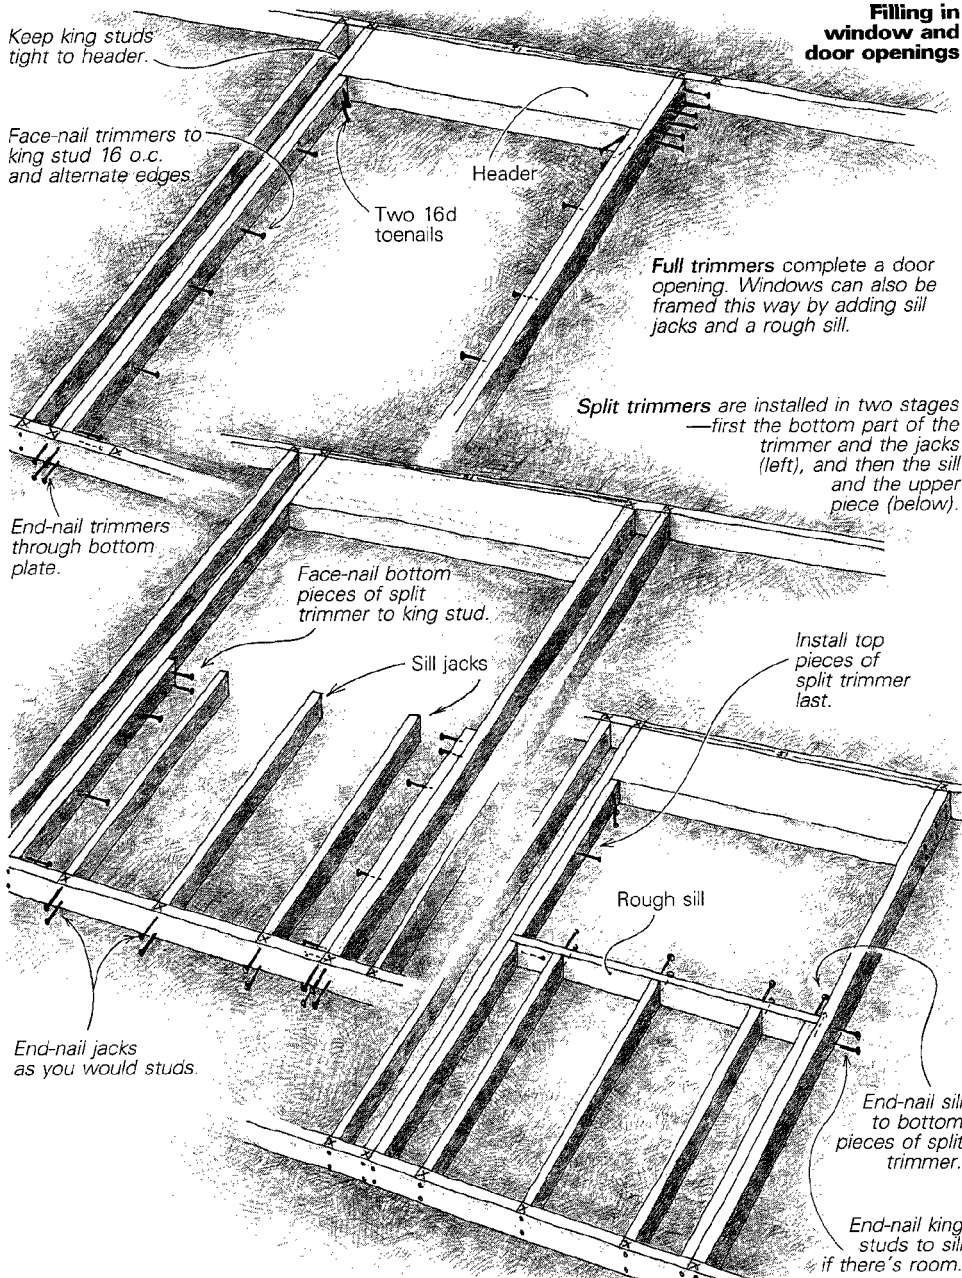 Filling in
window and
door openings
Keep king studs
tight to header.
Face-nail trimmers to
king stud 16 o.c.
and alternate edges.
Header
Two 16d
toenails
Full trimmers complete a door
opening. Windows can also be
framed this way by adding sill
jacks and a rough sill.
Split trimmers are installed in two stages
—first the bottom part of the
trimmer and the jacks
(left), and then the sill
and the upper
piece (below).
End-nail trimmers
through bottom
plate.
Face-nail bottom
pieces of split
trimmer to king stud.
Sill jacks
Install top
pieces of
split trimmer
last.
Rough sill
End-nail jacks
as you would studs.
End-nail sill
to bottom
pieces of split
trimmer.
End-nail king
studs to sill
if there's room.